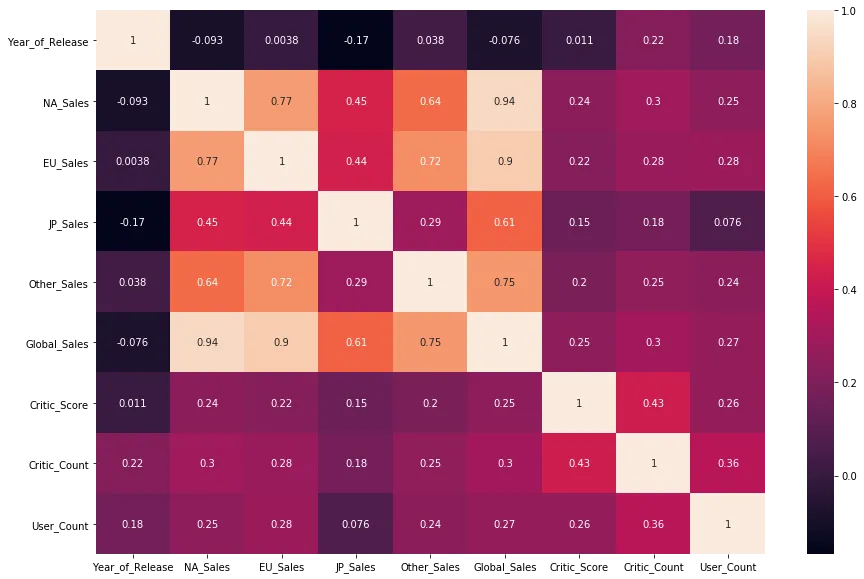 Year_of_Release 1 -0.093 0.0038 -0.17 0.038 -0.076 0.011 0.22 0.18
NA_Sales -0.093 1 0.77 0.45 0.64 0.94 0.24 0.3 0.25
EU_Sales 0.0038 0.77 1 0.44 0.72 0.9 0.22 0.28 0.28
JP_Sales -0.17 0.45 0.44 1 0.29 0.61 0.15 0.18 0.076
Other_Sales 0.038 0.64 0.72 0.29 1 0.75 0.2 0.25 0.24
Global_Sales -0.076 0.94 0.9 0.61 0.75 1 0.25 0.3 0.27
Critic_Score 0.011 0.24 0.22 0.15 0.2 0.25 1 0.43 0.26
Critic_Count 0.22 0.3 0.28 0.18 0.25 0.3 0.43 1 0.36
User_Count 0.18 0.25 0.28 0.076 0.24 0.27 0.26 0.36 1
Year_of_Release NA_Sales EU_Sales JP_Sales Other_Sales Global_Sales Critic_Score Critic_Count User_Count
1.0
0.8
0.6
0.4
0.2
0.0